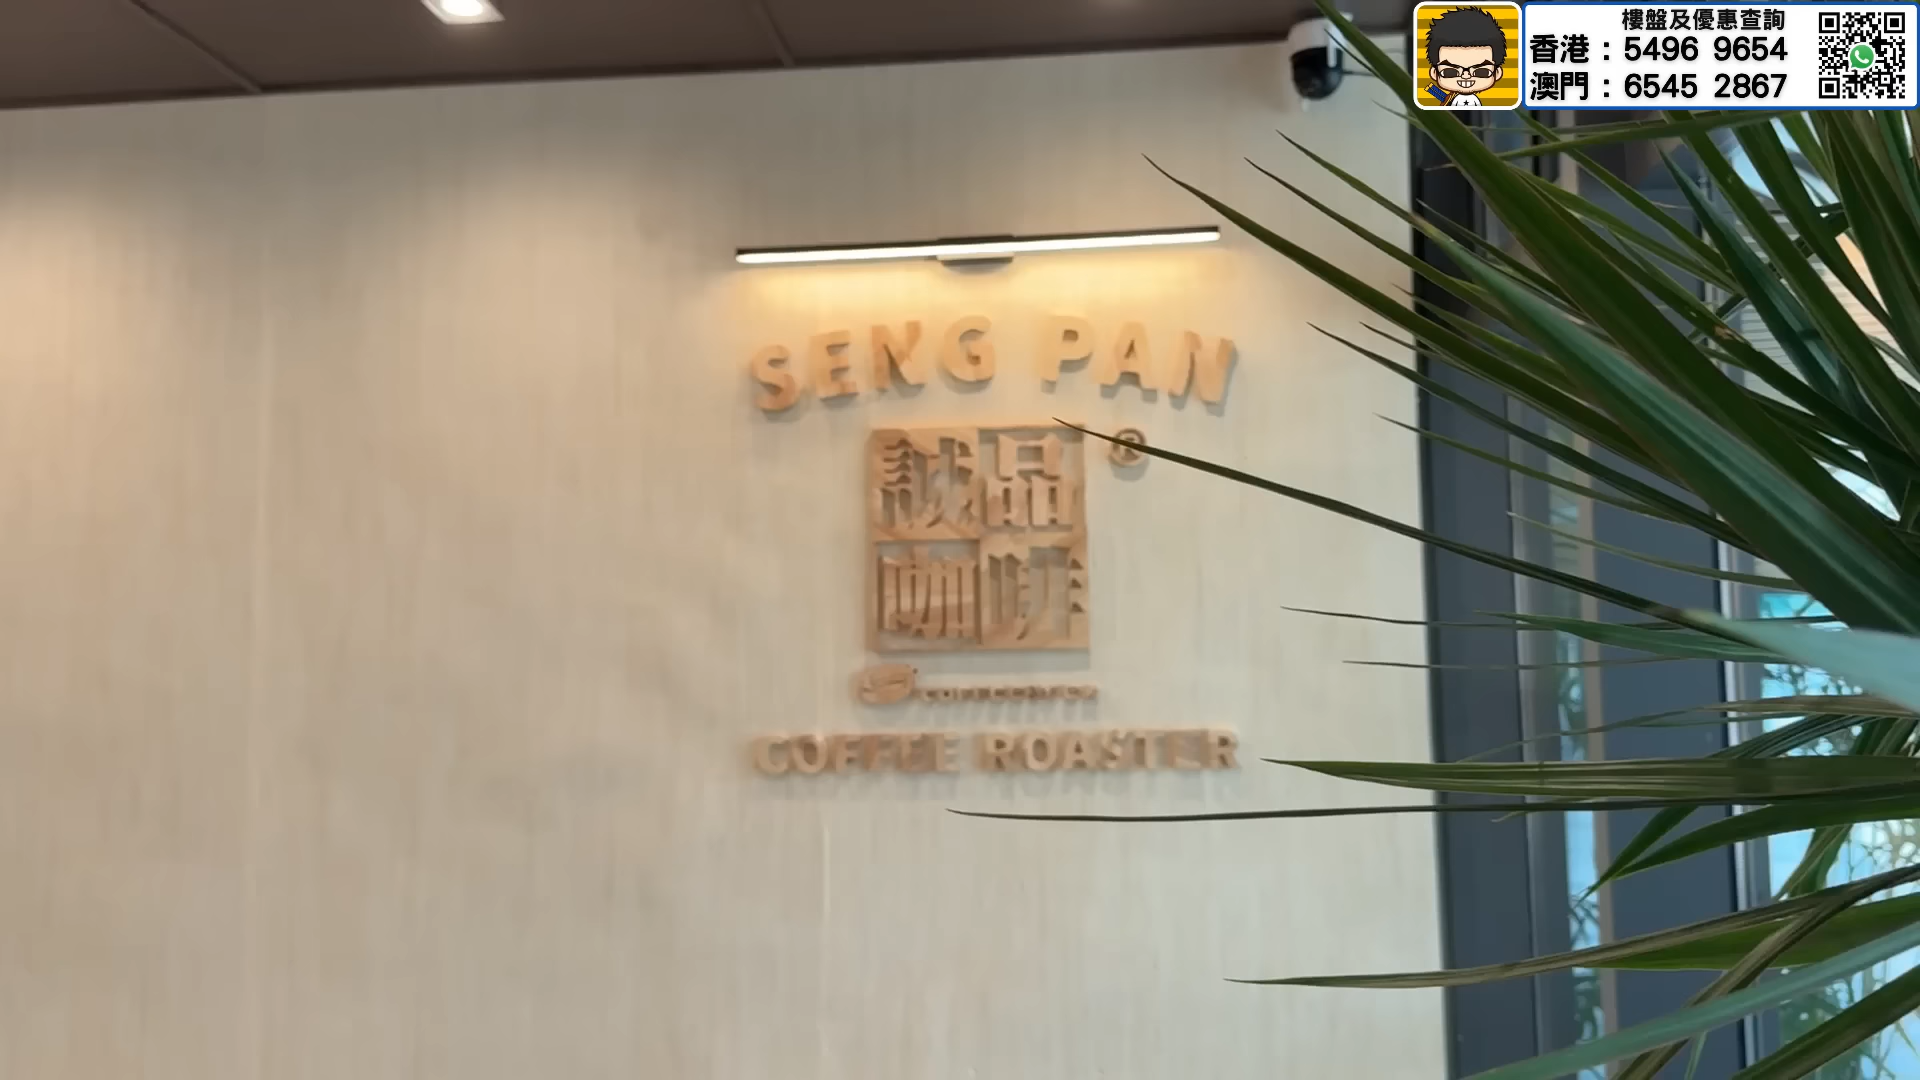 樓盤及優惠查詢
香港：5496 9654
澳門：6545 2867
SENG PAN
誠品®
咖啡
COFFEE ROASTER